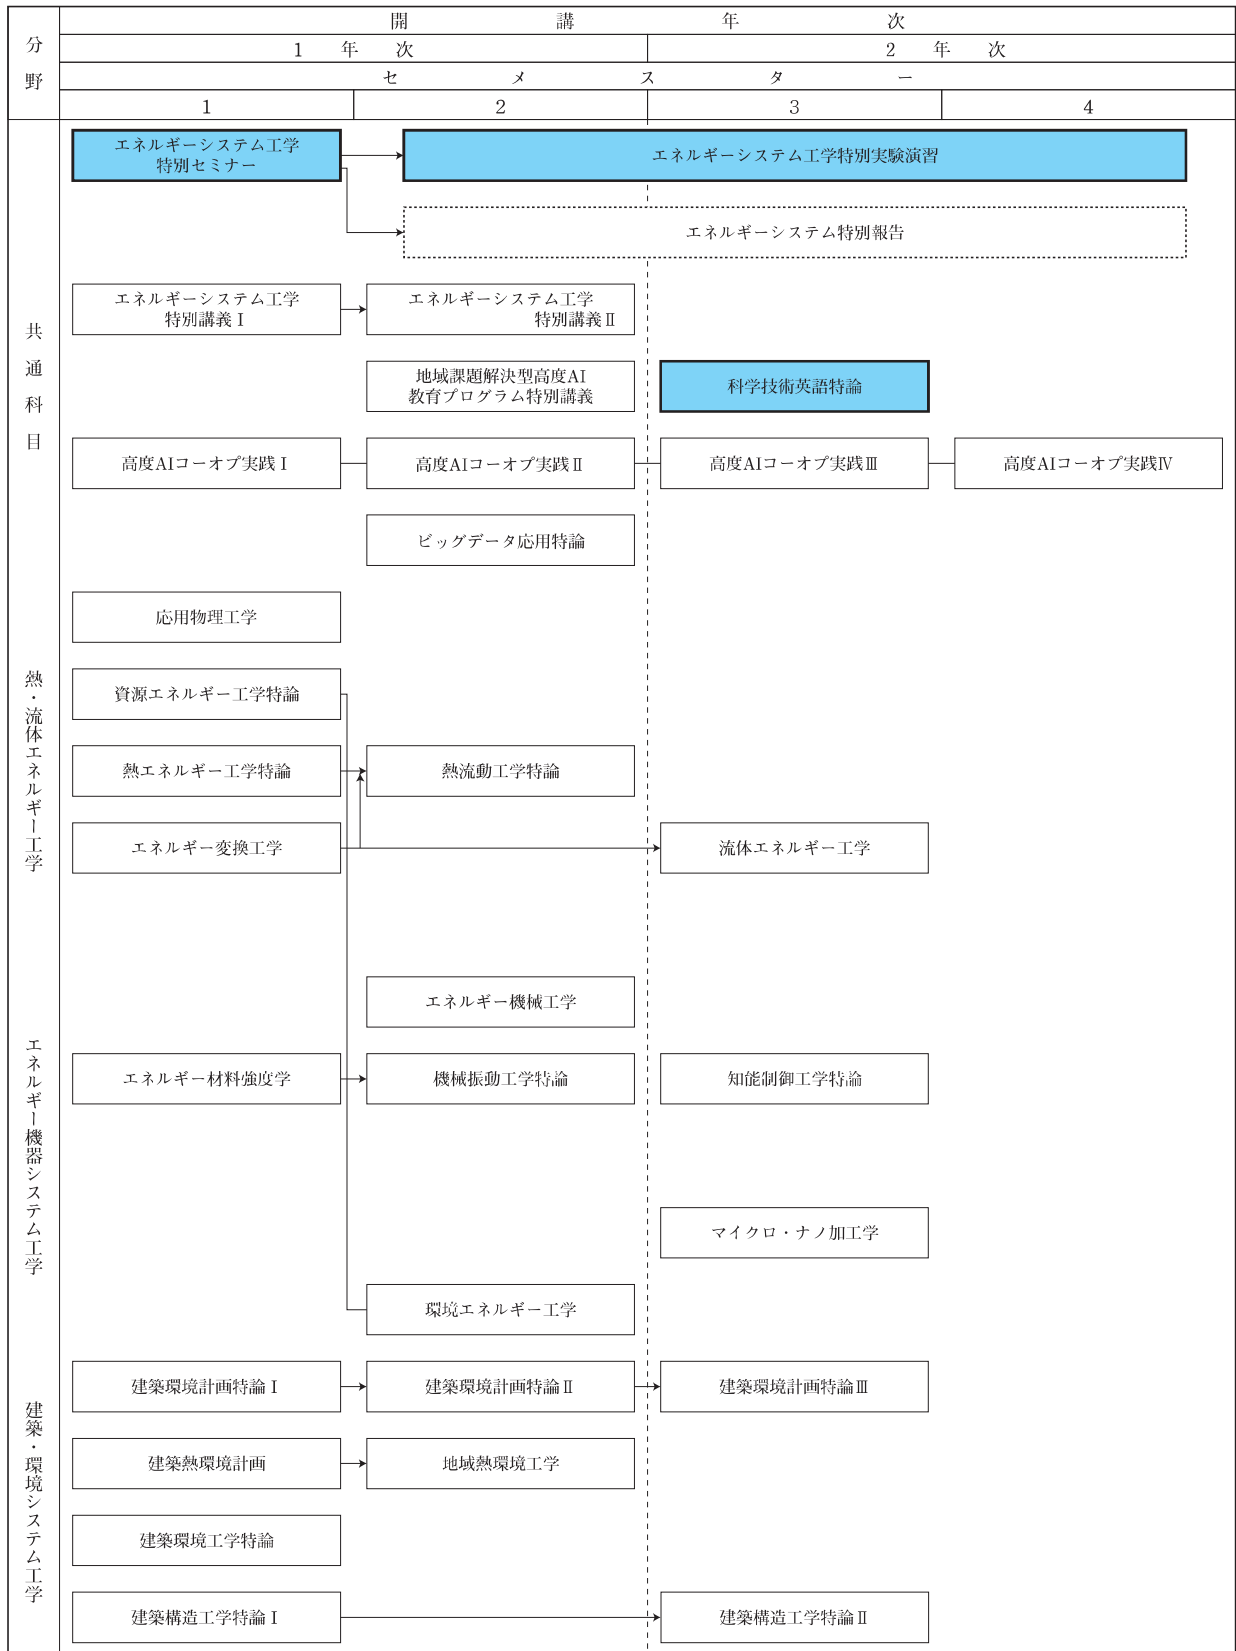 分野
開講年次
1年次
2年次
セメスター
1
2
3
4
共通科目
エネルギーシステム工学
特別セミナー
エネルギーシステム工学特別実験演習
エネルギーシステム特別報告
エネルギーシステム工学
特別講義Ⅰ
エネルギーシステム工学
特別講義Ⅱ
地域課題解決型高度AI
教育プログラム特別講義
科学技術英語特論
高度AIコーオプ実践Ⅰ
高度AIコーオプ実践Ⅱ
高度AIコーオプ実践Ⅲ
高度AIコーオプ実践Ⅳ
ビッグデータ応用特論
熱・流体エネルギー工学
応用物理工学
資源エネルギー工学特論
熱エネルギー工学特論
熱流動工学特論
エネルギー変換工学
流体エネルギー工学
エネルギー機器システム工学
エネルギー機械工学
エネルギー材料強度学
機械振動工学特論
知能制御工学特論
マイクロ・ナノ加工学
環境エネルギー工学
建築・環境システム工学
建築環境計画特論Ⅰ
建築環境計画特論Ⅱ
建築環境計画特論Ⅲ
建築熱環境計画
地域熱環境工学
建築環境工学特論
建築構造工学特論Ⅰ
建築構造工学特論Ⅱ